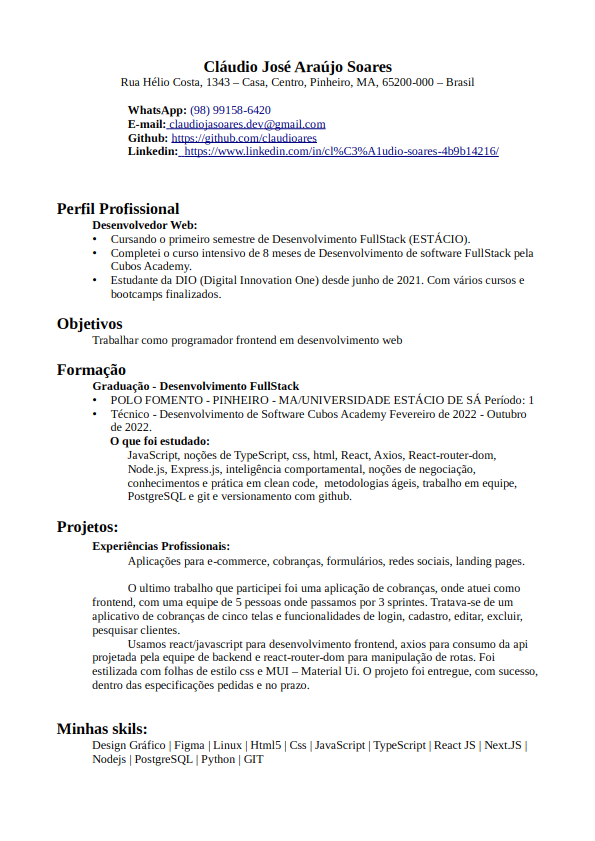 Cláudio José Araújo Soares
Rua Hélio Costa, 1343 – Casa, Centro, Pinheiro, MA, 65200-000 – Brasil
WhatsApp: (98) 99158-6420
E-mail: claudiojasoares.dev@gmail.com
Github: https://github.com/claudioares
Linkedin: https://www.linkedin.com/in/cl%C3%A1udio-soares-4b9b14216/
Perfil Profissional
Desenvolvedor Web:
• Cursando o primeiro semestre de Desenvolvimento FullStack (ESTÁCIO).
• Completei o curso intensivo de 8 meses de Desenvolvimento de software FullStack pela
Cubos Academy.
• Estudante da DIO (Digital Innovation One) desde junho de 2021. Com vários cursos e
bootcamps finalizados.
Objetivos
Trabalhar como programador frontend em desenvolvimento web
Formação
Graduação - Desenvolvimento FullStack
• POLO FOMENTO - PINHEIRO - MA/UNIVERSIDADE ESTÁCIO DE SÁ Período: 1
• Técnico - Desenvolvimento de Software Cubos Academy Fevereiro de 2022 - Outubro
de 2022.
O que foi estudado:
JavaScript, noções de TypeScript, css, html, React, Axios, React-router-dom,
Node.js, Express.js, inteligência comportamental, noções de negociação,
conhecimentos e prática em clean code, metodologias ágeis, trabalho em equipe,
PostgreSQL e git e versionamento com github.
Projetos:
Experiências Profissionais:
Aplicações para e-commerce, cobranças, formulários, redes sociais, landing pages.
O ultimo trabalho que participei foi uma aplicação de cobranças, onde atuei como
frontend, com uma equipe de 5 pessoas onde passamos por 3 sprintes. Tratava-se de um
aplicativo de cobranças de cinco telas e funcionalidades de login, cadastro, editar, excluir,
pesquisar clientes.
Usamos react/javascript para desenvolvimento frontend, axios para consumo da api
projetada pela equipe de backend e react-router-dom para manipulação de rotas. Foi
estilizada com folhas de estilo css e MUI – Material Ui. O projeto foi entregue, com sucesso,
dentro das especificações pedidas e no prazo.
Minhas skils:
Design Gráfico | Figma | Linux | Html5 | Css | JavaScript | TypeScript | React JS | Next.JS |
Nodejs | PostgreSQL | Python | GIT